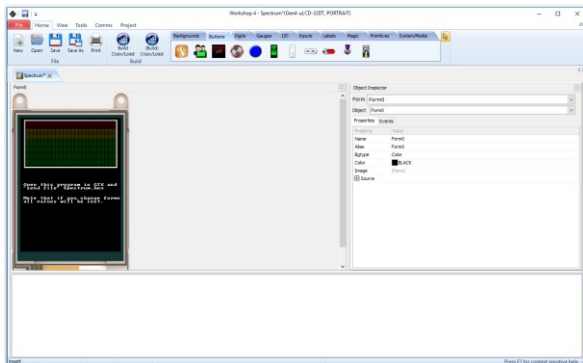 Workshop 4 - Spectrum*(Gen4-uLCD-32DT, PORTRAIT)
File Home View Tools Comms Project
New Open Save Save As Print
Build Copy/Load
(Build) Copy/Load
File Build
Backgrounds Buttons Digits Gauges I/O Inputs Labels Magic Primitives System/Media
Spectrum* x
Form0
Open this program in GTX and
"Send File" Spectrum.hex
Note that if you change forms
all values will be lost.
Object Inspector
Form Form0
Object Form0
Properties Events
Property Value
Name Form0
Alias Form0
Bgtype Color
Color BLACK
Image (None)
Source
Insert
Press F1 for context sensitive help